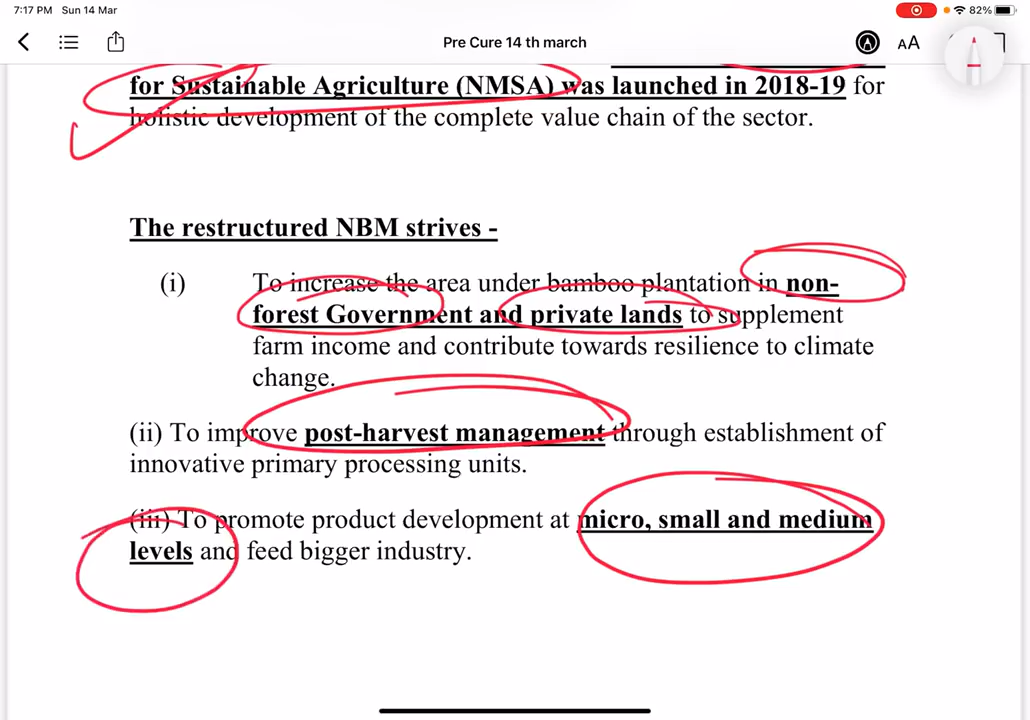 7:17 PM Sun 14 Mar 82%
Pre Cure 14 th march AA
for Sustainable Agriculture (NMSA) was launched in 2018-19 for
holistic development of the complete value chain of the sector.
The restructured NBM strives -
(i) To increase the area under bamboo plantation in non-
forest Government and private lands to supplement
farm income and contribute towards resilience to climate
change.
(ii) To improve post-harvest management through establishment of
innovative primary processing units.
(iii) To promote product development at micro, small and medium
levels and feed bigger industry.